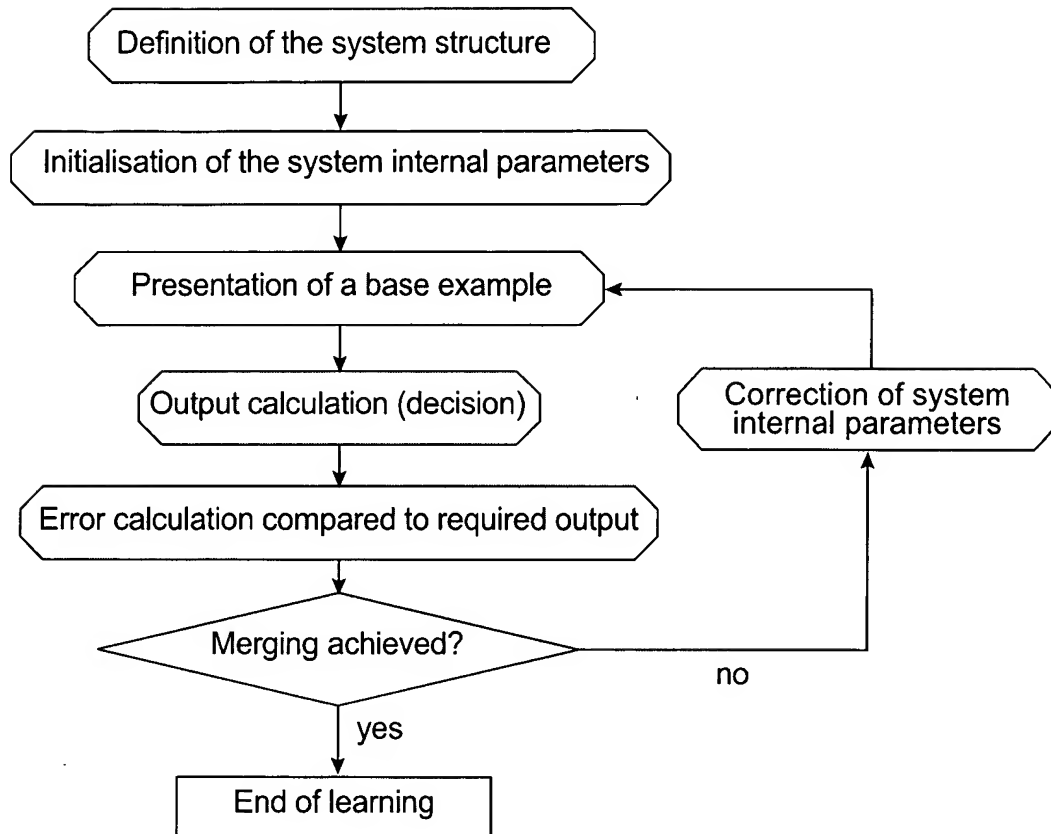 Definition of the system structure
Initialisation of the system internal parameters
Presentation of a base example
Output calculation (decision)
Correction of system
internal parameters
Error calculation compared to required output
Merging achieved?
no
yes
End of learning